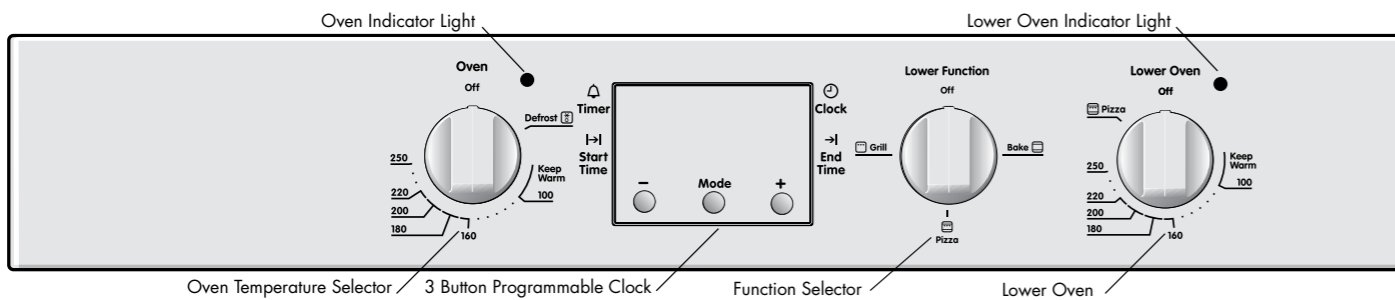 Oven Indicator Light
Lower Oven Indicator Light
Oven
Off
Defrost
Keep
Warm
100
160
180
200
220
250
Timer
Start
Time
Clock
End
Time
–
Mode
+
Lower Function
Off
Grill
Bake
Pizza
Lower Oven
Off
Pizza
Keep
Warm
100
160
180
200
220
250
Oven Temperature Selector
3 Button Programmable Clock
Function Selector
Lower Oven